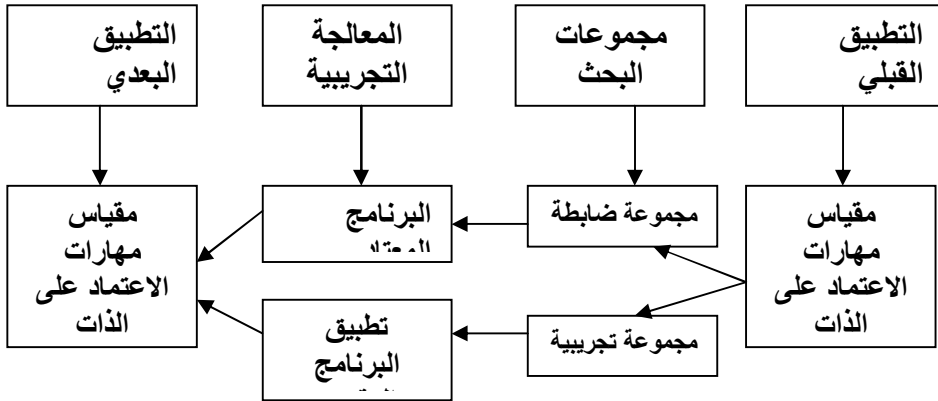 التطبيق
القبلي
مجموعات
البحث
المعالجة
التجريبية
التطبيق
البعدي
مقياس
مهارات
الاعتماد على
الذات
مجموعة ضابطة
البرنامج
مقياس
مهارات
الاعتماد على
الذات
مجموعة تجريبية
تطبيق
البرنامج